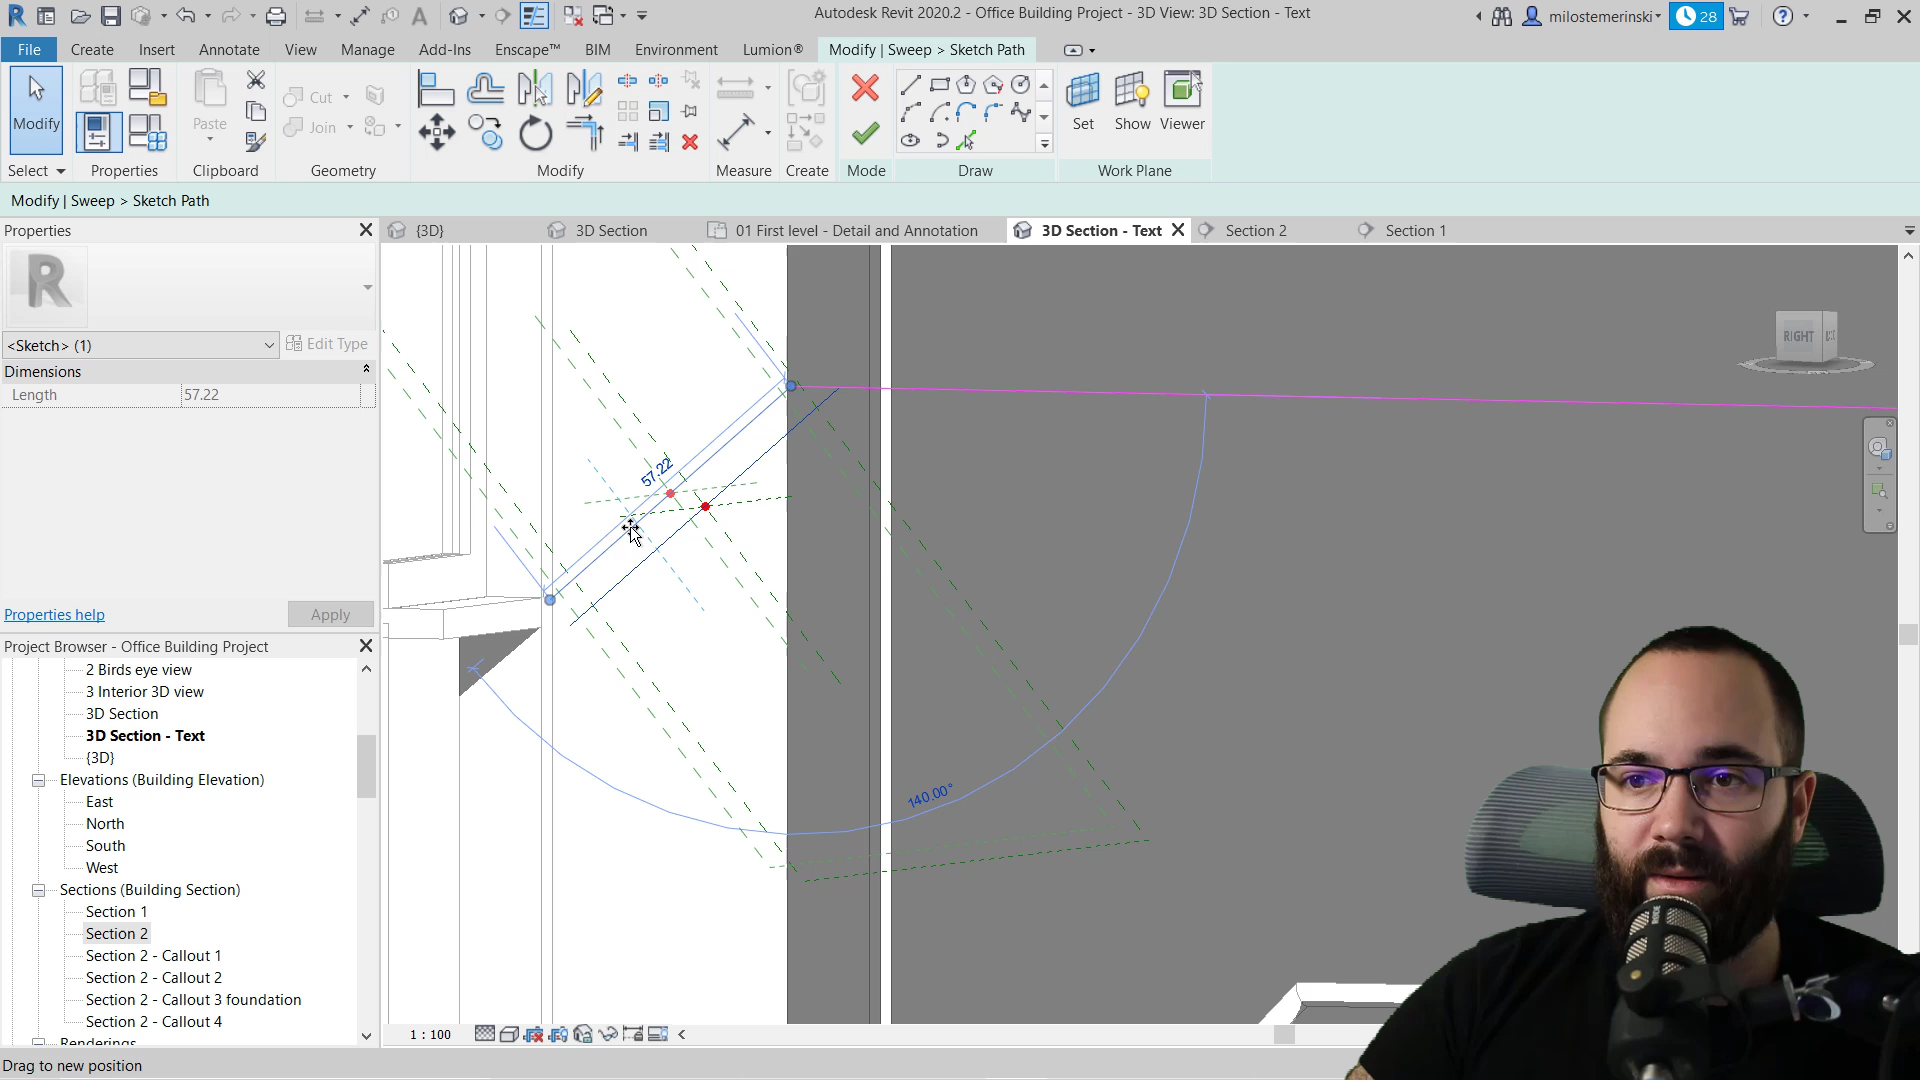 Autodesk Revit 2020.2 - Office Building Project - 3D View: 3D Section - Text
milostemerinski
28
File Create Insert Annotate View Manage Add-Ins Enscape™ BIM Environment Lumion® Modify | Sweep > Sketch Path
Modify Paste Cut Join Set Show Viewer
Select Properties Clipboard Geometry Modify Measure Create Mode Draw Work Plane
Modify | Sweep > Sketch Path
Properties
{3D} 3D Section 01 First level - Detail and Annotation 3D Section - Text Section 2 Section 1
R
<Sketch> (1) Edit Type
Dimensions
Length 57.22
RIGHT
57.22
140.00°
Properties help Apply
Project Browser - Office Building Project
2 Birds eye view
3 Interior 3D view
3D Section
3D Section - Text
{3D}
Elevations (Building Elevation)
East
North
South
West
Sections (Building Section)
Section 1
Section 2
Section 2 - Callout 1
Section 2 - Callout 2
Section 2 - Callout 3 foundation
Section 2 - Callout 4
Renderings
1 : 100
Drag to new position